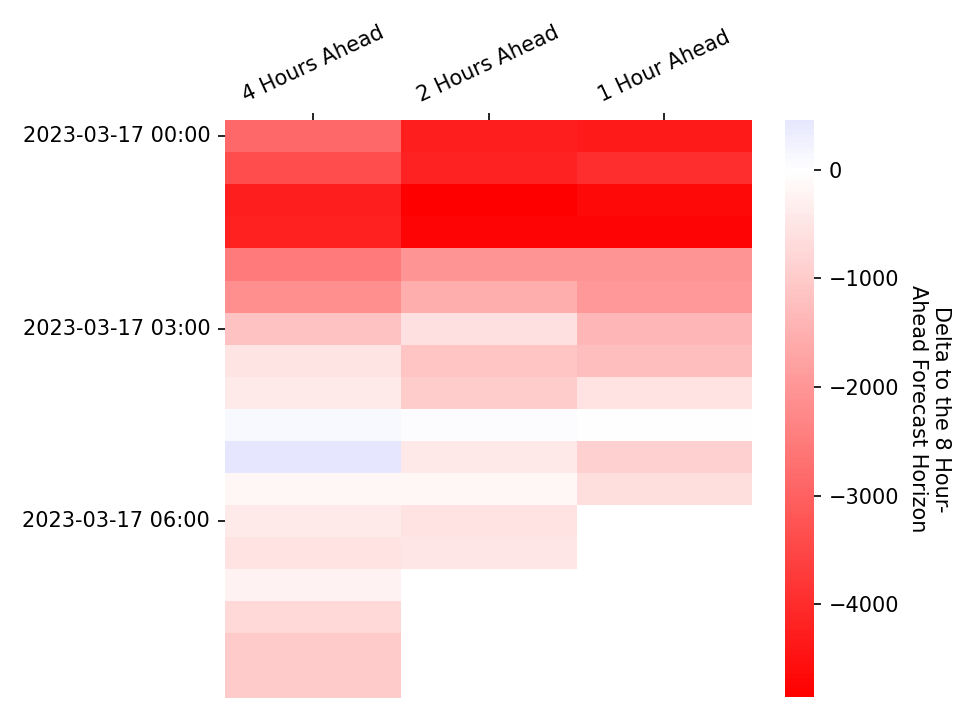 4 Hours Ahead
2 Hours Ahead
1 Hour Ahead
2023-03-17 00:00
2023-03-17 03:00
2023-03-17 06:00
0
−1000
−2000
−3000
−4000
Delta to the 8 Hour-
Ahead Forecast Horizon